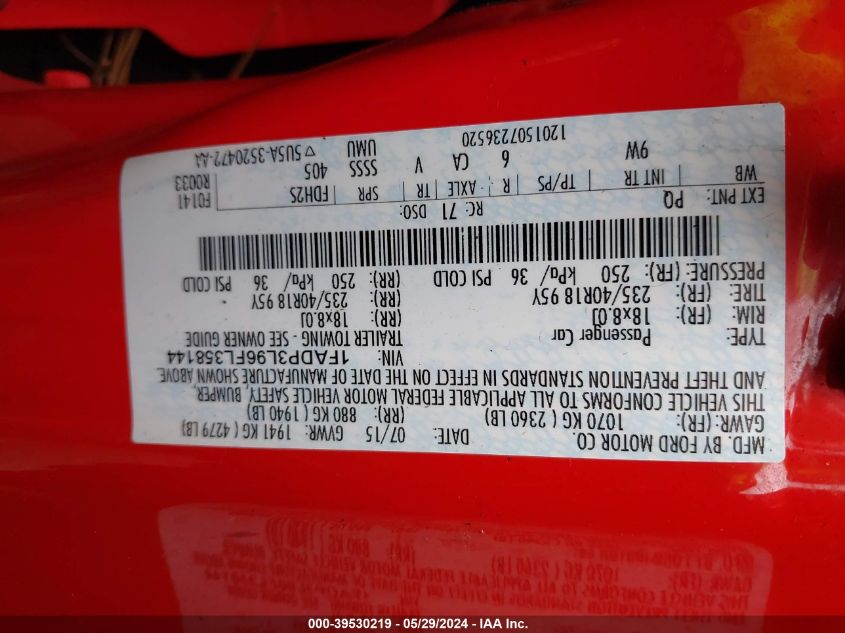 MFD. BY FORD MOTOR CO.
DATE: 07/15 GVWR: 1941 KG ( 4279 LB)
GAWR: (FR): 1070 KG ( 2360 LB) (RR): 880 KG ( 1940 LB)
THIS VEHICLE CONFORMS TO ALL APPLICABLE FEDERAL MOTOR VEHICLE SAFETY, BUMPER,
AND THEFT PREVENTION STANDARDS IN EFFECT ON THE DATE OF MANUFACTURE SHOWN ABOVE.
VIN: 1FADP3L96FL358144
TYPE: Passenger Car TRAILER TOWING - SEE OWNER GUIDE
RIM: (FR): 18x8.0J (RR): 18x8.0J
TIRE: (FR): 235/40R18 95Y (RR): 235/40R18 95Y
PRESSURE: (FR): 250 kPa/ 36 PSI COLD (RR): 250 kPa/ 36 PSI COLD
EXT PNT: PQ RC: 71 DSO: F0141
WB INT TR TP/PS R AXLE TR SPR FDH2S R0033
9W 6 CA V SSSS 405
UMU ▽ 5U5A-3520472-AA
1201507236520
000-39530219 - 05/29/2024 - IAA Inc.